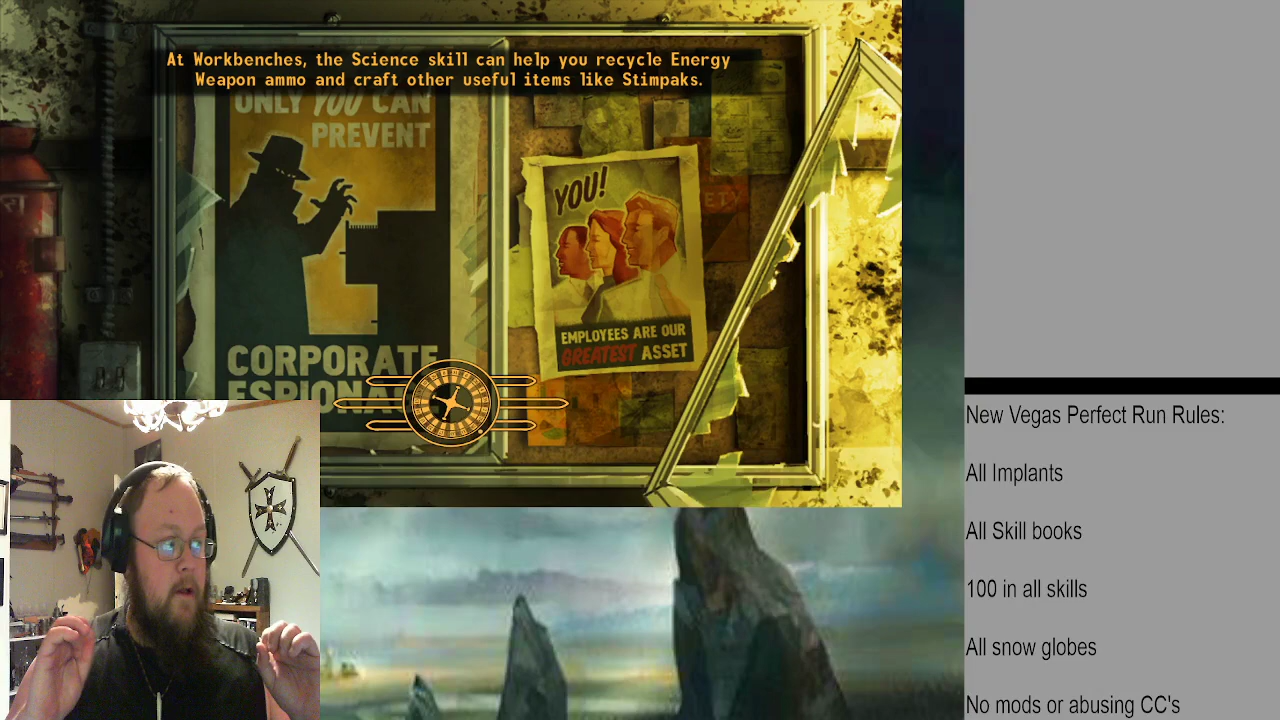 At Workbenches, the Science skill can help you recycle Energy
Weapon ammo and craft other useful items like Stimpaks.
ONLY YOU CAN
PREVENT
CORPORATE
YOU!
EMPLOYEES ARE OUR
GREATEST ASSET
New Vegas Perfect Run Rules:
All Implants
All Skill books
100 in all skills
All snow globes
No mods or abusing CC's